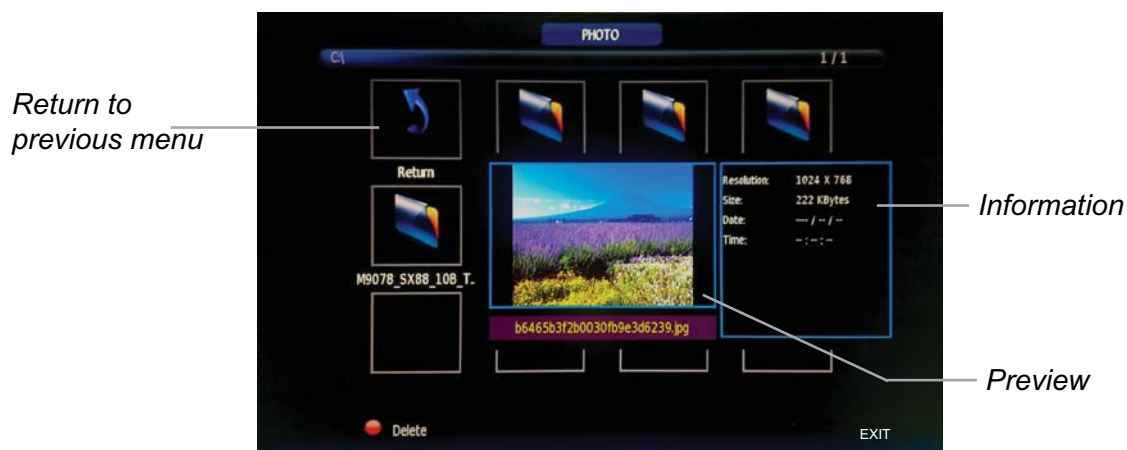 PHOTO
C:\
1 / 1
Return to
previous menu
Return
Resolution: 1024 X 768
Size: 222 KBytes
Date: ---- / -- / --
Time: -- : -- : --
Information
M9078_SX88_10B_T..
b6465b3f2b0030fb9e3d6239.jpg
Preview
Delete
EXIT